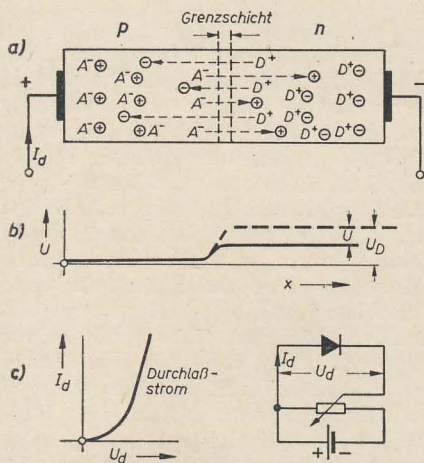 Grenzschicht
p n
a)
+ −
A⁻ ⊕ ⊖ D⁺
A⁻ ⊕ A⁻ ⊕ D⁺ ⊖
A⁻ ⊕ A⁻ ⊕ ⊖ D⁺ D⁺ ⊖ D⁺ ⊖
A⁻ ⊕
A⁻ ⊕ ⊖ D⁺ D⁺ ⊖
A⁻ ⊕ A⁻ ⊕ D⁺ ⊖ D⁺ ⊖
I_d
b)
U
U U_D
x
c)
I_d
Durchlaß-
strom
U_d
I_d
U_d
+ −